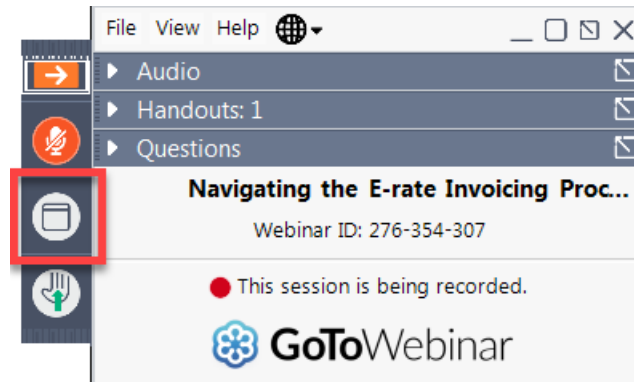 File View Help
Audio
Handouts: 1
Questions
Navigating the E-rate Invoicing Proc...
Webinar ID: 276-354-307
This session is being recorded.
GoToWebinar